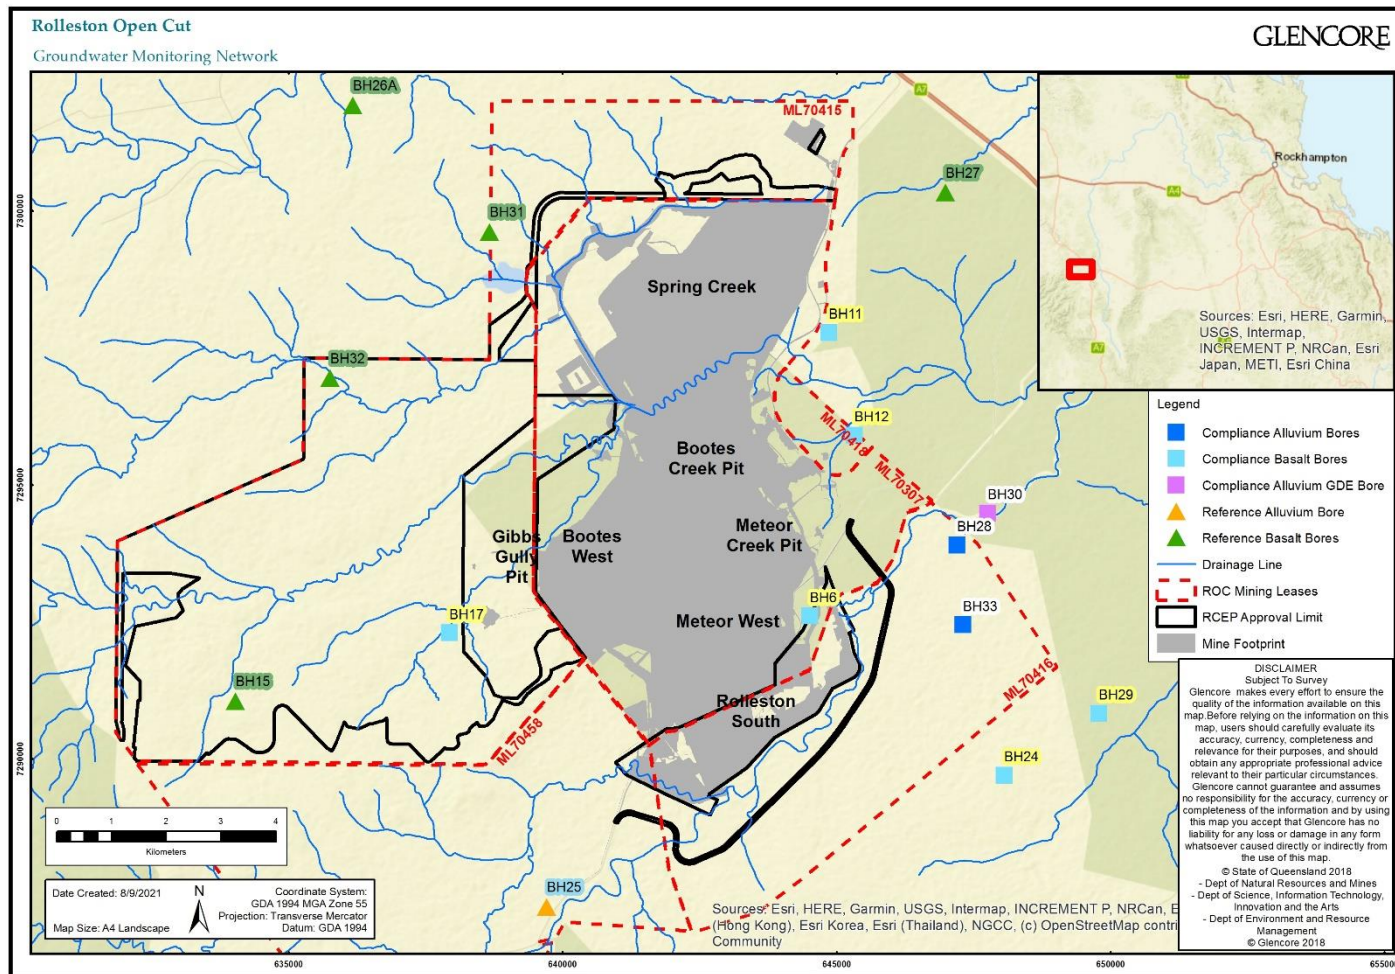 Rolleston Open Cut
Groundwater Monitoring Network
GLENCORE
BH26A
ML70415
A7
BH27
BH31
7300000
Spring Creek
BH11
BH32
BH12
ML70418
Bootes
Creek Pit
ML70307
7295000
BH30
BH28
Meteor
Creek Pit
Gibbs
Gully
Pit
Bootes
West
BH17
BH6
Meteor West
BH33
ML70416
BH15
Rolleston
South
BH29
ML70458
BH24
7290000
BH25
Rockhampton
A4
A7
Sources: Esri, HERE, Garmin,
USGS, Intermap,
INCREMENT P, NRCan, Esri
Japan, METI, Esri China
Legend
Compliance Alluvium Bores
Compliance Basalt Bores
Compliance Alluvium GDE Bore
Reference Alluvium Bore
Reference Basalt Bores
Drainage Line
ROC Mining Leases
RCEP Approval Limit
Mine Footprint
DISCLAIMER
Subject To Survey
Glencore makes every effort to ensure the
quality of the information available on this
map.Before relying on the information on this
map, users should carefully evaluate its
accuracy, currency, completeness and
relevance for their purposes, and should
obtain any appropriate professional advice
relevant to their particular circumstances.
Glencore cannot guarantee and assumes
no responsibility for the accuracy, currency or
completeness of the information and by using
this map you accept that Glencore has no
liability for any loss or damage in any form
whatsoever caused directly or indirectly from
the use of this map.
© State of Queensland 2018
- Dept of Natural Resources and Mines
- Dept of Science, Information Technology,
Innovation and the Arts
- Dept of Environment and Resource
Management
© Glencore 2018
0 1 2 3 4
Kilometers
Date Created: 8/9/2021
Map Size: A4 Landscape
N
Coordinate System:
GDA 1994 MGA Zone 55
Projection: Transverse Mercator
Datum: GDA 1994
Sources: Esri, HERE, Garmin, USGS, Intermap, INCREMENT P, NRCan, E
(Hong Kong), Esri Korea, Esri (Thailand), NGCC, (c) OpenStreetMap contri
Community
635000
640000
645000
650000
655000